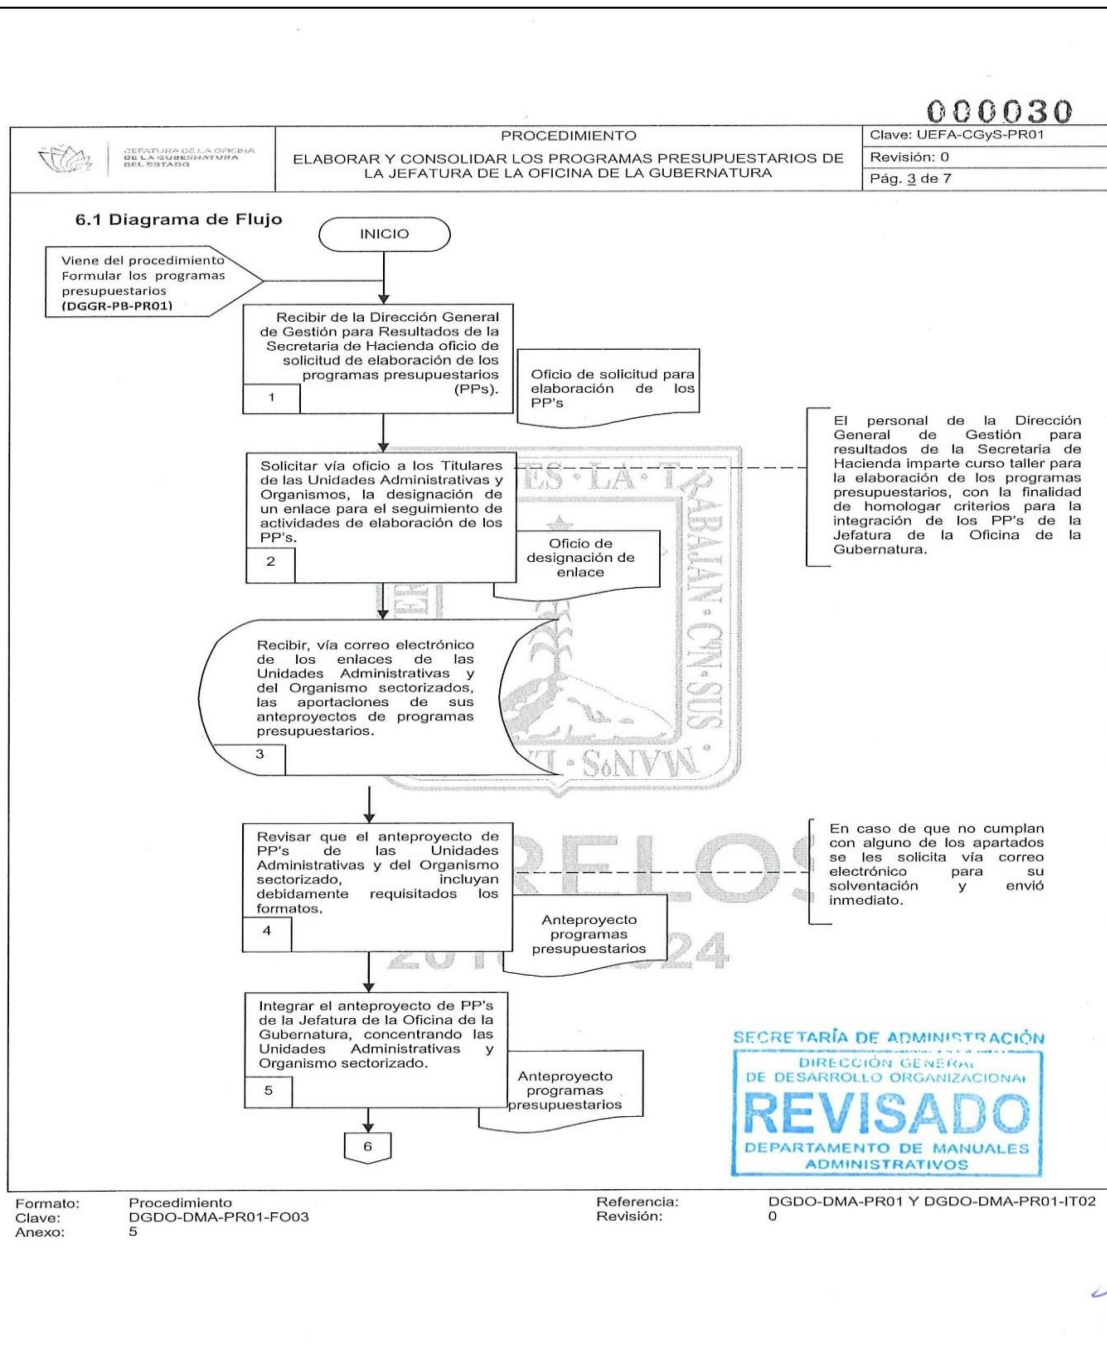 000030
JEFATURA DE LA OFICINA
DE LA GUBERNATURA
DEL ESTADO
PROCEDIMIENTO
ELABORAR Y CONSOLIDAR LOS PROGRAMAS PRESUPUESTARIOS DE
LA JEFATURA DE LA OFICINA DE LA GUBERNATURA
Clave: UEFA-CGyS-PR01
Revisión: 0
Pág. 3 de 7
6.1 Diagrama de Flujo
INICIO
Viene del procedimiento
Formular los programas
presupuestarios
(DGGR-PB-PR01)
Recibir de la Dirección General
de Gestión para Resultados de la
Secretaria de Hacienda oficio de
solicitud de elaboración de los
programas presupuestarios
(PPs).
1
Oficio de solicitud para
elaboración de los
PP's
Solicitar vía oficio a los Titulares
de las Unidades Administrativas y
Organismos, la designación de
un enlace para el seguimiento de
actividades de elaboración de los
PP's.
2
Oficio de
designación de
enlace
El personal de la Dirección
General de Gestión para
resultados de la Secretaria de
Hacienda imparte curso taller para
la elaboración de los programas
presupuestarios, con la finalidad
de homologar criterios para la
integración de los PP's de la
Jefatura de la Oficina de la
Gubernatura.
Recibir, vía correo electrónico
de los enlaces de las
Unidades Administrativas y
del Organismo sectorizados,
las aportaciones de sus
anteproyectos de programas
presupuestarios.
3
Revisar que el anteproyecto de
PP's de las Unidades
Administrativas y del Organismo
sectorizado, incluyan
debidamente requisitados los
formatos.
4
Anteproyecto
programas
presupuestarios
En caso de que no cumplan
con alguno de los apartados
se les solicita vía correo
electrónico para su
solventación y envió
inmediato.
Integrar el anteproyecto de PP's
de la Jefatura de la Oficina de la
Gubernatura, concentrando las
Unidades Administrativas y
Organismo sectorizado.
5
Anteproyecto
programas
presupuestarios
6
SECRETARÍA DE ADMINISTRACIÓN
DIRECCIÓN GENERAL
DE DESARROLLO ORGANIZACIONAL
REVISADO
DEPARTAMENTO DE MANUALES
ADMINISTRATIVOS
Formato: Procedimiento
Clave: DGDO-DMA-PR01-FO03
Anexo: 5
Referencia: DGDO-DMA-PR01 Y DGDO-DMA-PR01-IT02
Revisión: 0